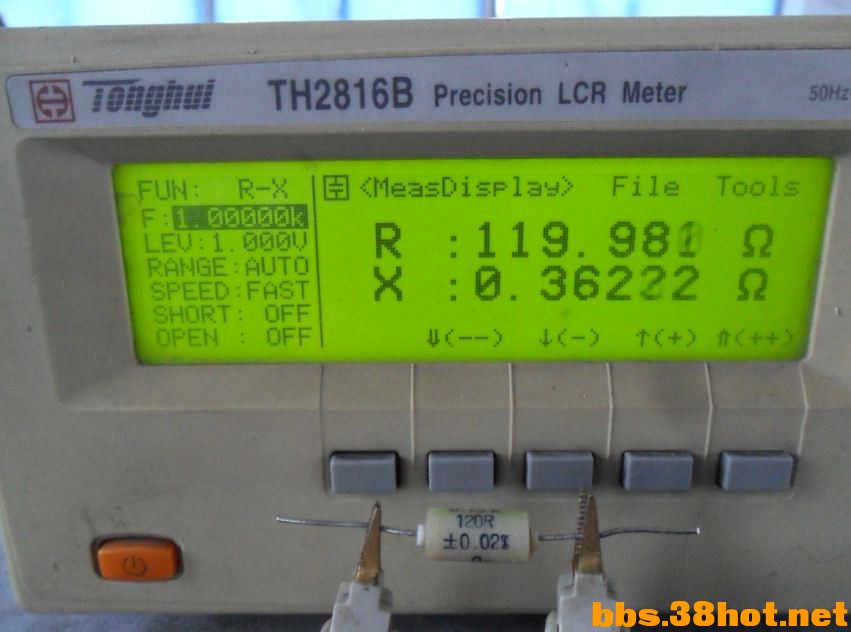 Tonghui TH2816B Precision LCR Meter 50Hz
FUN: R-X <MeasDisplay> File Tools
F:1.00000k
LEV:1.000V
R :119.98 Ω
RANGE:AUTO
X :0.36222 Ω
SPEED:FAST
SHORT: OFF
OPEN : OFF
⇓(--) ↓(-) ↑(+) ⇑(++)
120R
±0.02%
bbs.38hot.net